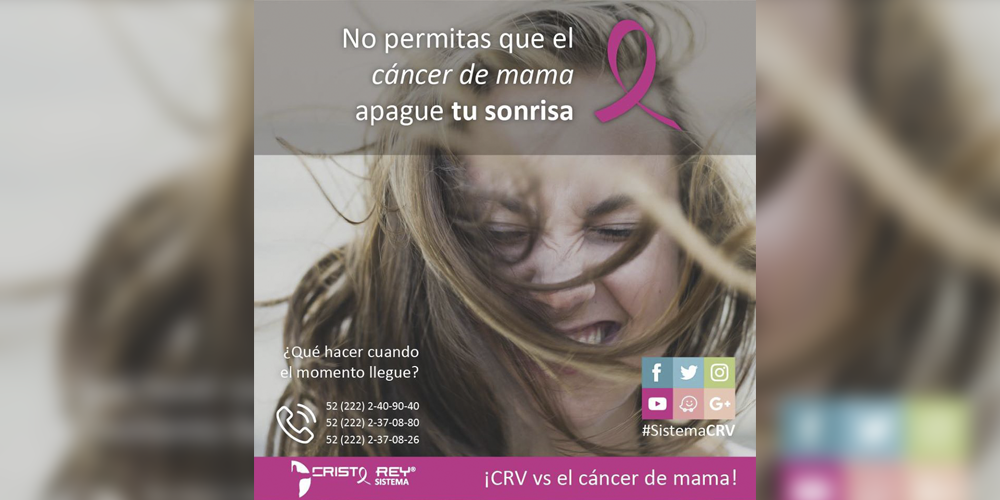 No permitas que el
cáncer de mama
apague tu sonrisa
¿Qué hacer cuando
el momento llegue?
52 (222) 2-40-90-40
52 (222) 2-37-08-80
52 (222) 2-37-08-26
#SistemaCRV
CRISTO REY®
SISTEMA
¡CRV vs el cáncer de mama!